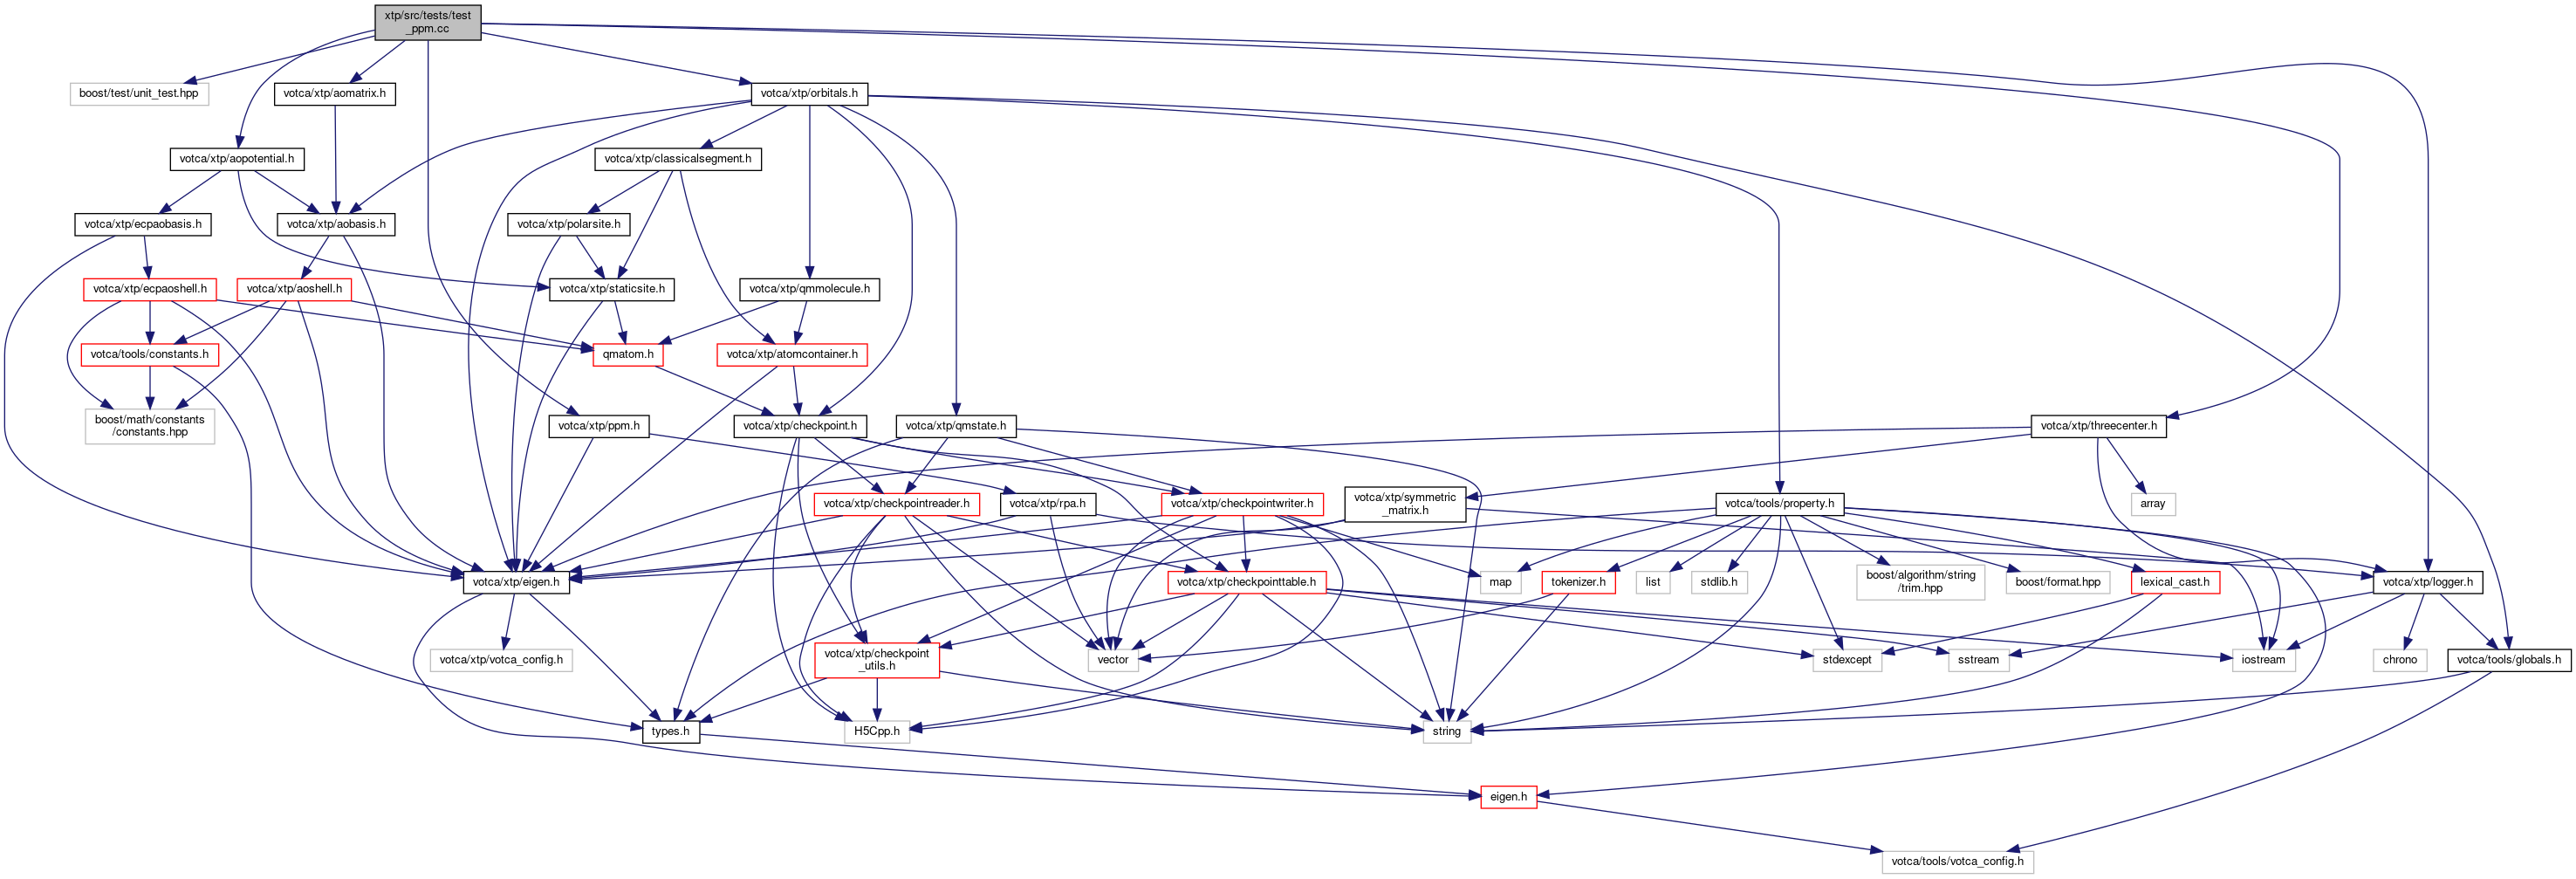 xtp/src/tests/test
_ppm.cc
boost/test/unit_test.hpp
votca/xtp/aomatrix.h
votca/xtp/orbitals.h
votca/xtp/aopotential.h
votca/xtp/classicalsegment.h
votca/xtp/ecpaobasis.h
votca/xtp/aobasis.h
votca/xtp/polarsite.h
votca/xtp/ecpaoshell.h
votca/xtp/aoshell.h
votca/xtp/staticsite.h
votca/xtp/qmmolecule.h
votca/tools/constants.h
qmatom.h
votca/xtp/atomcontainer.h
boost/math/constants
/constants.hpp
votca/xtp/ppm.h
votca/xtp/checkpoint.h
votca/xtp/qmstate.h
votca/xtp/threecenter.h
votca/xtp/checkpointreader.h
votca/xtp/rpa.h
votca/xtp/checkpointwriter.h
votca/xtp/symmetric
_matrix.h
votca/tools/property.h
array
votca/xtp/eigen.h
votca/xtp/checkpointtable.h
map
tokenizer.h
list
stdlib.h
boost/algorithm/string
/trim.hpp
boost/format.hpp
lexical_cast.h
votca/xtp/logger.h
votca/xtp/votca_config.h
votca/xtp/checkpoint
_utils.h
vector
stdexcept
sstream
iostream
chrono
votca/tools/globals.h
types.h
H5Cpp.h
string
eigen.h
votca/tools/votca_config.h